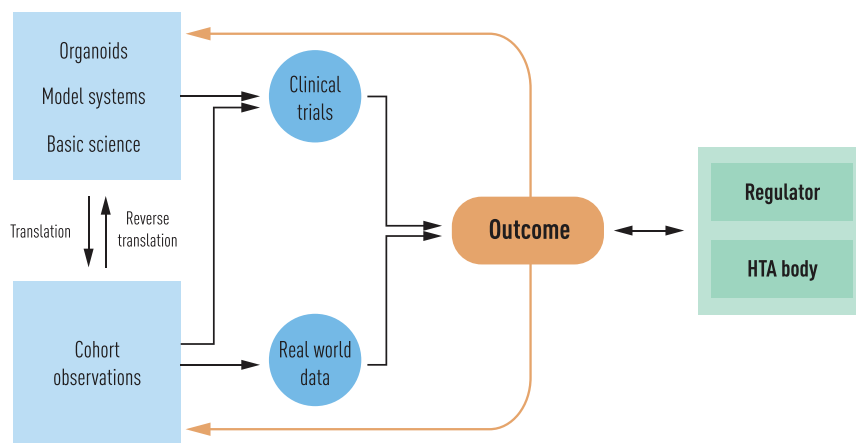 Organoids
Model systems
Basic science
Clinical
trials
Translation
Reverse
translation
Outcome
Regulator
HTA body
Cohort
observations
Real world
data